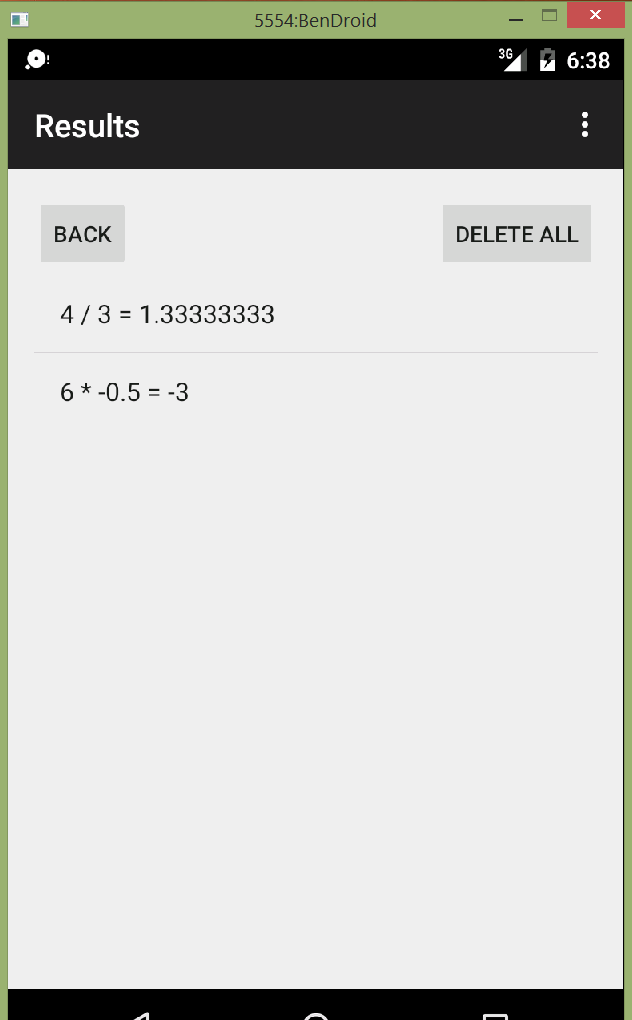 5554:BenDroid
3G 6:38
Results
BACK DELETE ALL
4 / 3 = 1.33333333
6 * -0.5 = -3